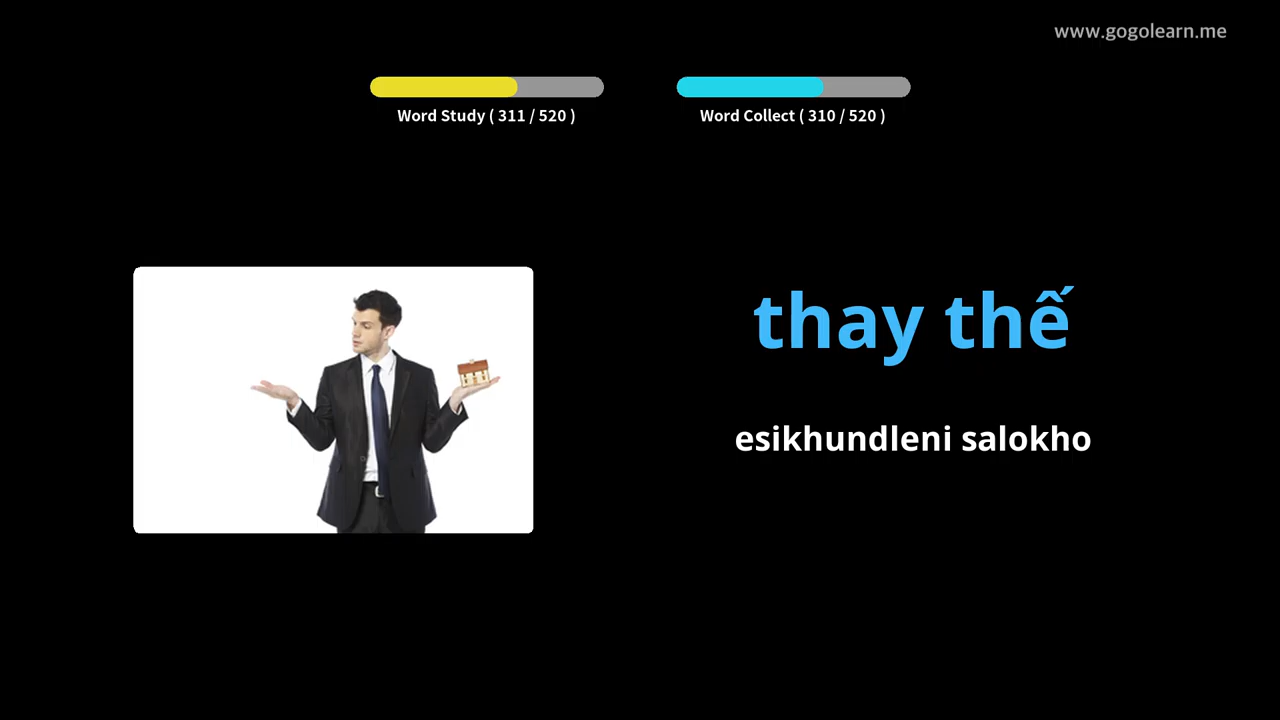 www.gogolearn.me
Word Study ( 311 / 520 )
Word Collect ( 310 / 520 )
thay thế
esikhundleni salokho